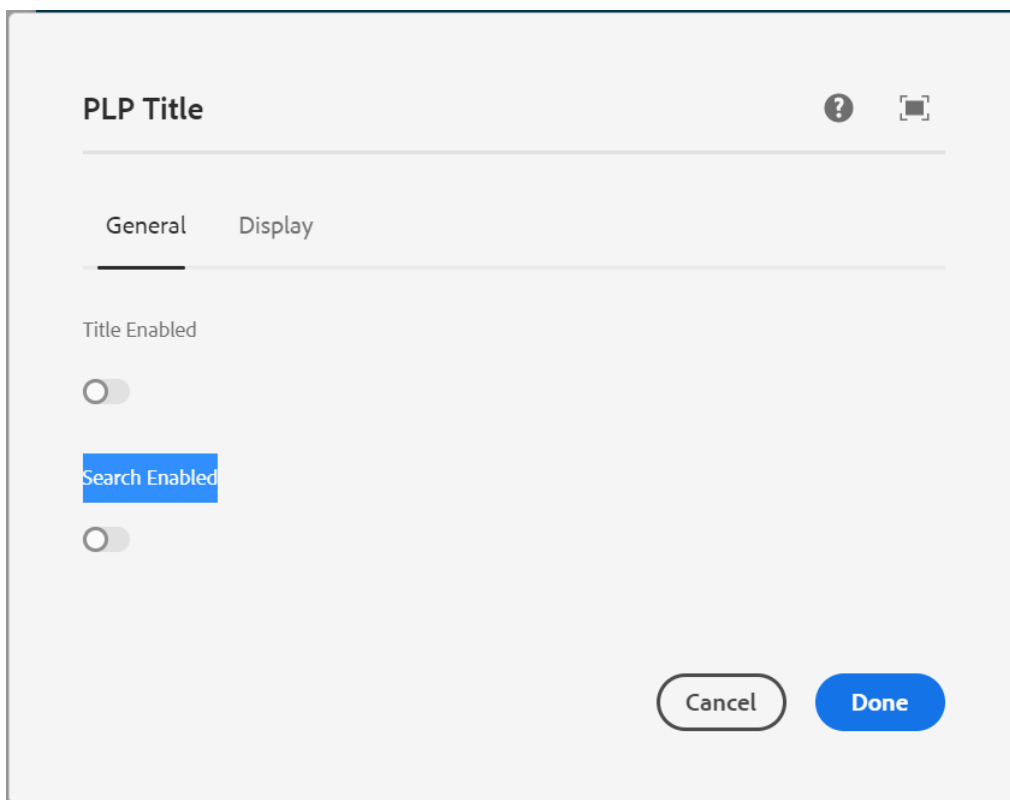 PLP Title
General Display
Title Enabled
Search Enabled
Cancel Done